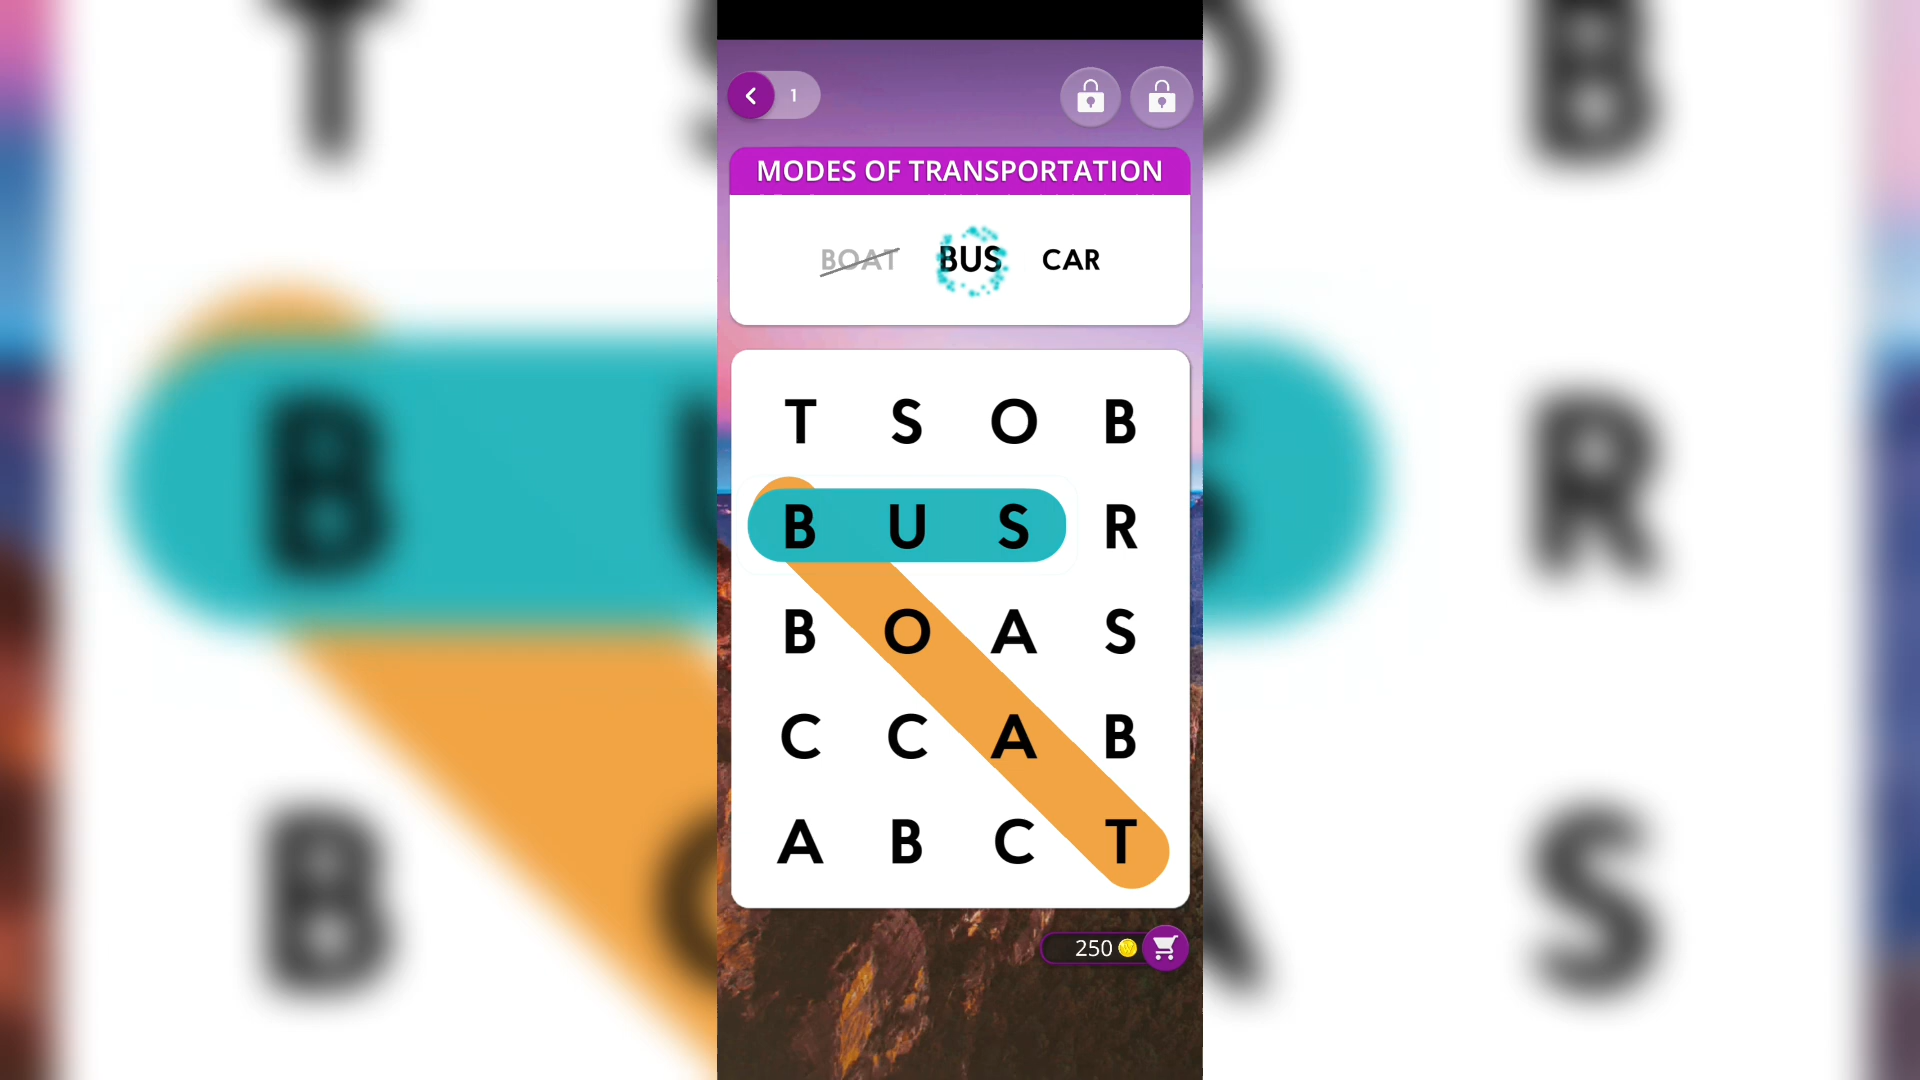 1
MODES OF TRANSPORTATION
BOAT BUS CAR
T S O B
B U S R
B O A S
C C A B
A B C T
250